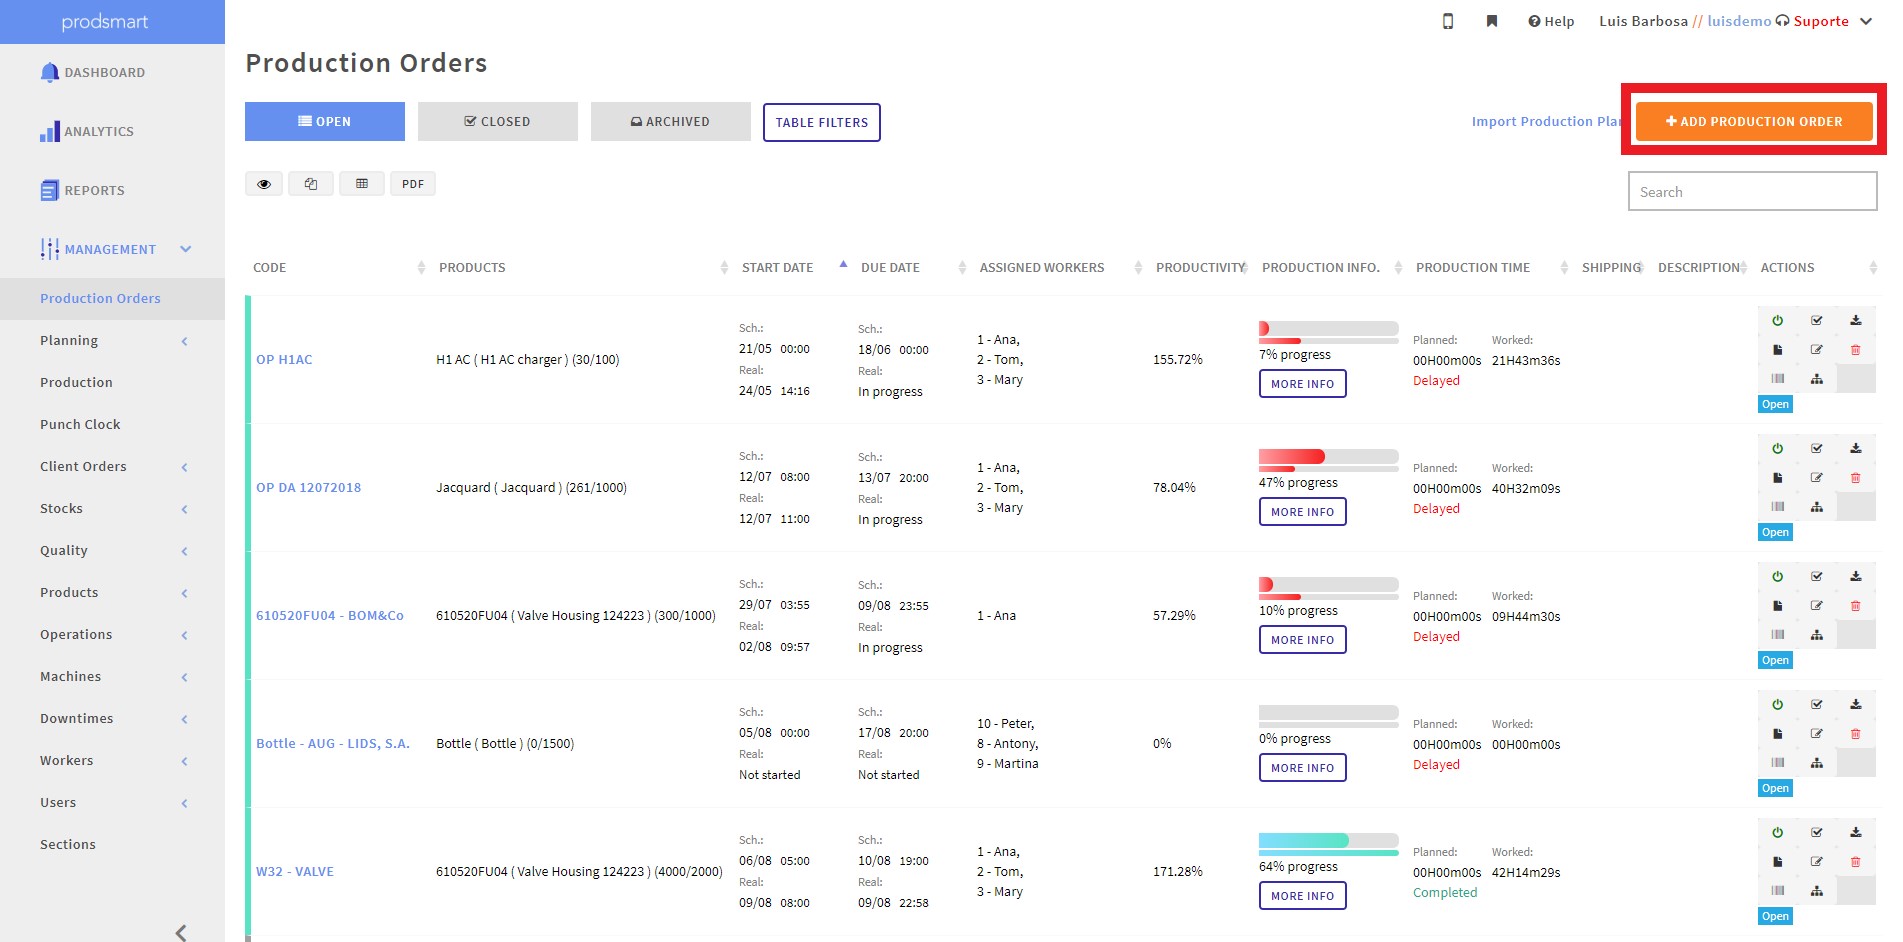 prodsmart
Help Luis Barbosa // luisdemo Suporte
DASHBOARD
ANALYTICS
REPORTS
MANAGEMENT
Production Orders
Planning
Production
Punch Clock
Client Orders
Stocks
Quality
Products
Operations
Machines
Downtimes
Workers
Users
Sections
Production Orders
OPEN CLOSED ARCHIVED TABLE FILTERS
Import Production Plan
ADD PRODUCTION ORDER
PDF
Search
CODE PRODUCTS START DATE DUE DATE ASSIGNED WORKERS PRODUCTIVITY PRODUCTION INFO. PRODUCTION TIME SHIPPING DESCRIPTION ACTIONS
OP H1AC
H1 AC ( H1 AC charger ) (30/100)
Sch.:
21/05 00:00
Real:
24/05 14:16
Sch.:
18/06 00:00
Real:
In progress
1 - Ana,
2 - Tom,
3 - Mary
155.72%
7% progress
MORE INFO
Planned: Worked:
00H00m00s 21H43m36s
Delayed
Open
OP DA 12072018
Jacquard ( Jacquard ) (261/1000)
Sch.:
12/07 08:00
Real:
12/07 11:00
Sch.:
13/07 20:00
Real:
In progress
1 - Ana,
2 - Tom,
3 - Mary
78.04%
47% progress
MORE INFO
Planned: Worked:
00H00m00s 40H32m09s
Delayed
Open
610520FU04 - BOM&Co
610520FU04 ( Valve Housing 124223 ) (300/1000)
Sch.:
29/07 03:55
Real:
02/08 09:57
Sch.:
09/08 23:55
Real:
In progress
1 - Ana
57.29%
10% progress
MORE INFO
Planned: Worked:
00H00m00s 09H44m30s
Delayed
Open
Bottle - AUG - LIDS, S.A.
Bottle ( Bottle ) (0/1500)
Sch.:
05/08 00:00
Real:
Not started
Sch.:
17/08 20:00
Real:
Not started
10 - Peter,
8 - Antony,
9 - Martina
0%
0% progress
MORE INFO
Planned: Worked:
00H00m00s 00H00m00s
Delayed
Open
W32 - VALVE
610520FU04 ( Valve Housing 124223 ) (4000/2000)
Sch.:
06/08 05:00
Real:
09/08 08:00
Sch.:
10/08 19:00
Real:
09/08 22:58
1 - Ana,
2 - Tom,
3 - Mary
171.28%
64% progress
MORE INFO
Planned: Worked:
00H00m00s 42H14m29s
Completed
Open